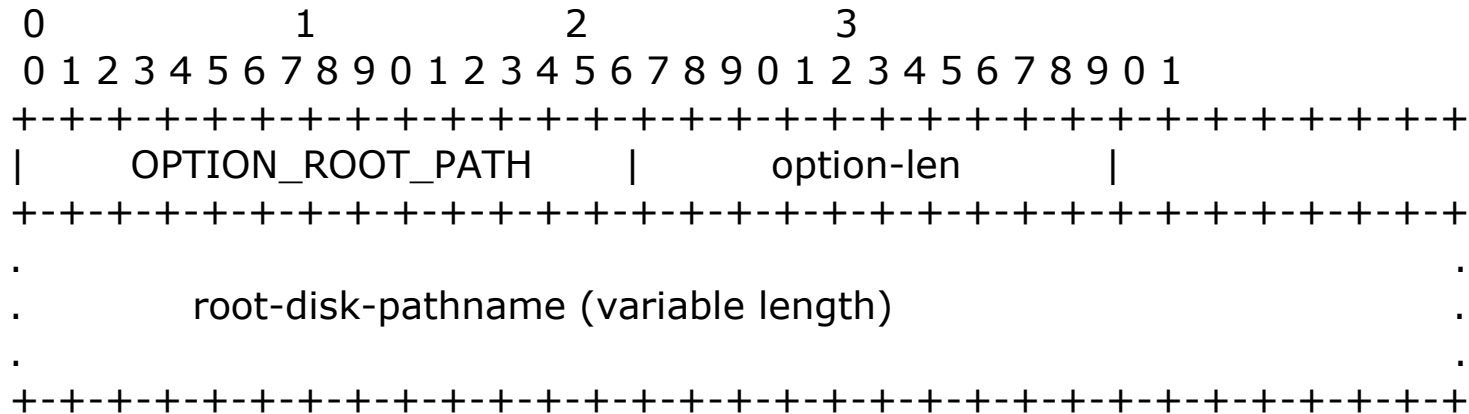 0 1 2 3
0 1 2 3 4 5 6 7 8 9 0 1 2 3 4 5 6 7 8 9 0 1 2 3 4 5 6 7 8 9 0 1
+-+-+-+-+-+-+-+-+-+-+-+-+-+-+-+-+-+-+-+-+-+-+-+-+-+-+-+-+-+-+-+-+
| OPTION_ROOT_PATH | option-len |
+-+-+-+-+-+-+-+-+-+-+-+-+-+-+-+-+-+-+-+-+-+-+-+-+-+-+-+-+-+-+-+-+
. .
. root-disk-pathname (variable length) .
. .
+-+-+-+-+-+-+-+-+-+-+-+-+-+-+-+-+-+-+-+-+-+-+-+-+-+-+-+-+-+-+-+-+